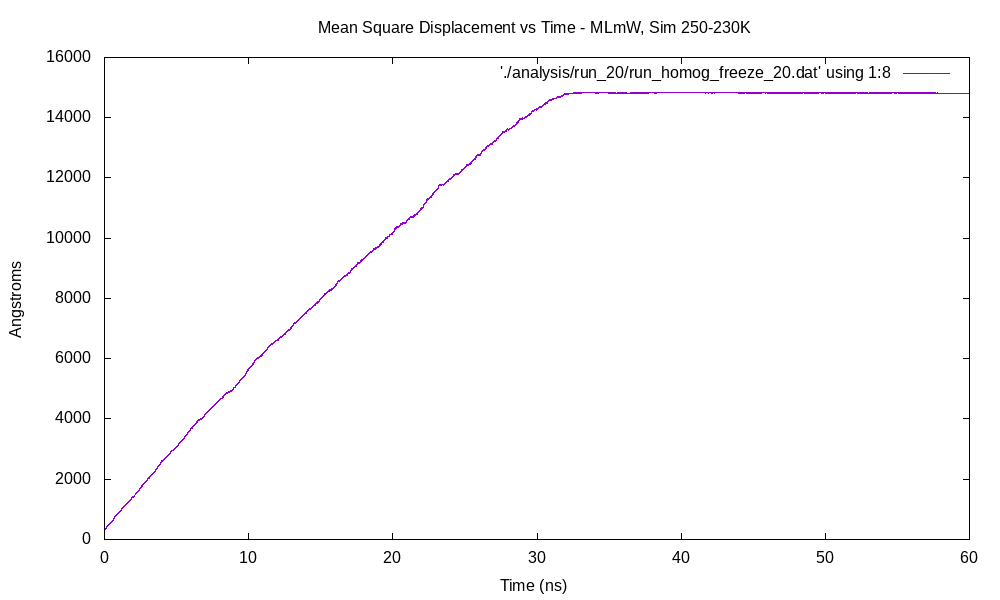 Mean Square Displacement vs Time - MLmW, Sim 250-230K
'./analysis/run_20/run_homog_freeze_20.dat' using 1:8
16000
14000
12000
10000
8000
6000
4000
2000
0
Angstroms
0 10 20 30 40 50 60
Time (ns)